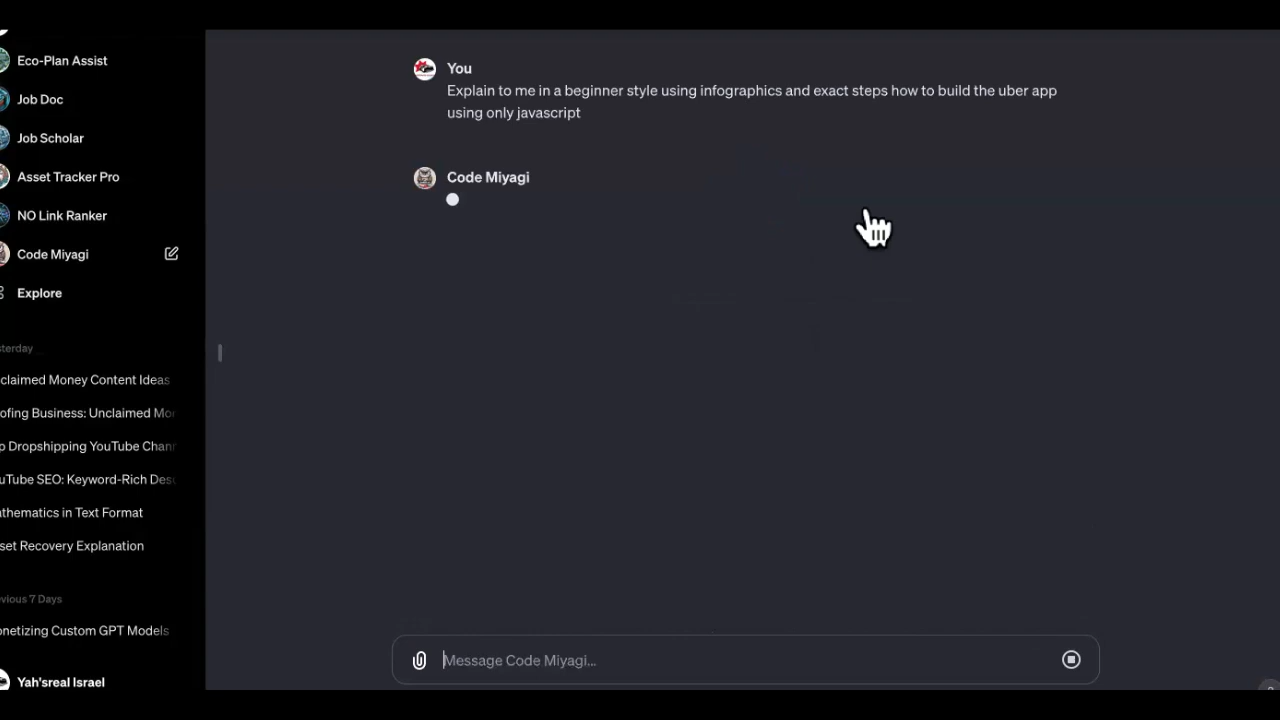 Eco-Plan Assist
Job Doc
Job Scholar
Asset Tracker Pro
NO Link Ranker
Code Miyagi
Explore
sterday
claimed Money Content Ideas
ofing Business: Unclaimed Mo
p Dropshipping YouTube Chan
uTube SEO: Keyword-Rich Des
athematics in Text Format
set Recovery Explanation
evious 7 Days
onetizing Custom GPT Models
Yah'sreal Israel
You
Explain to me in a beginner style using infographics and exact steps how to build the uber app
using only javascript
Code Miyagi
Message Code Miyagi...